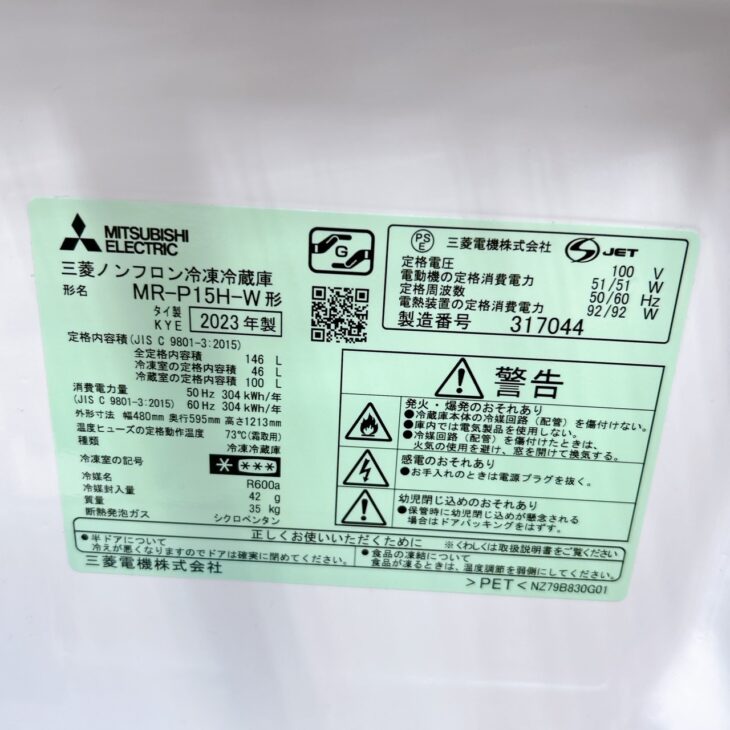 MITSUBISHI
ELECTRIC
三菱ノンフロン冷凍冷蔵庫
形名 MR-P15H-W形
タイ製
KYE 2023年製
定格内容積(JIS C 9801-3:2015)
全定格内容積 146 L
冷凍室の定格内容積 46 L
冷蔵室の定格内容積 100 L
消費電力量 50 Hz 304 kWh/年
(JIS C 9801-3:2015) 60 Hz 304 kWh/年
外形寸法 幅480mm 奥行595mm 高さ1213mm
温度ヒューズの定格動作温度 73℃(霜取用)
種類 冷凍冷蔵庫
冷凍室の記号
冷媒名 R600a
冷媒封入量 42 g
質量 35 kg
断熱発泡ガス シクロペンタン
G
PS
E
三菱電機株式会社
JET
定格電圧 100 V
電動機の定格消費電力 51/51 W
定格周波数 50/60 Hz
電熱装置の定格消費電力 92/92 W
製造番号 317044
警告
発火・爆発のおそれあり
●冷蔵庫本体の冷媒回路(配管)を傷付けない。
●庫内では電気製品を使用しない。
●冷媒回路(配管)を傷付けたときは、
火気の使用を避け、窓を開けて換気する。
感電のおそれあり
●お手入れのときは電源プラグを抜く。
幼児閉じ込めのおそれあり
●保管時に幼児閉じ込めが懸念される
場合はドアパッキングをはずす。
正しくお使いいただくために ※くわしくは取扱説明書をご覧ください
●半ドアについて
冷えが悪くなりますのでドアは確実に閉めてください。
●食品の凍結について
食品が凍るときは、温度調節を弱側にしてください。
三菱電機株式会社
>PET< NZ79B830G01